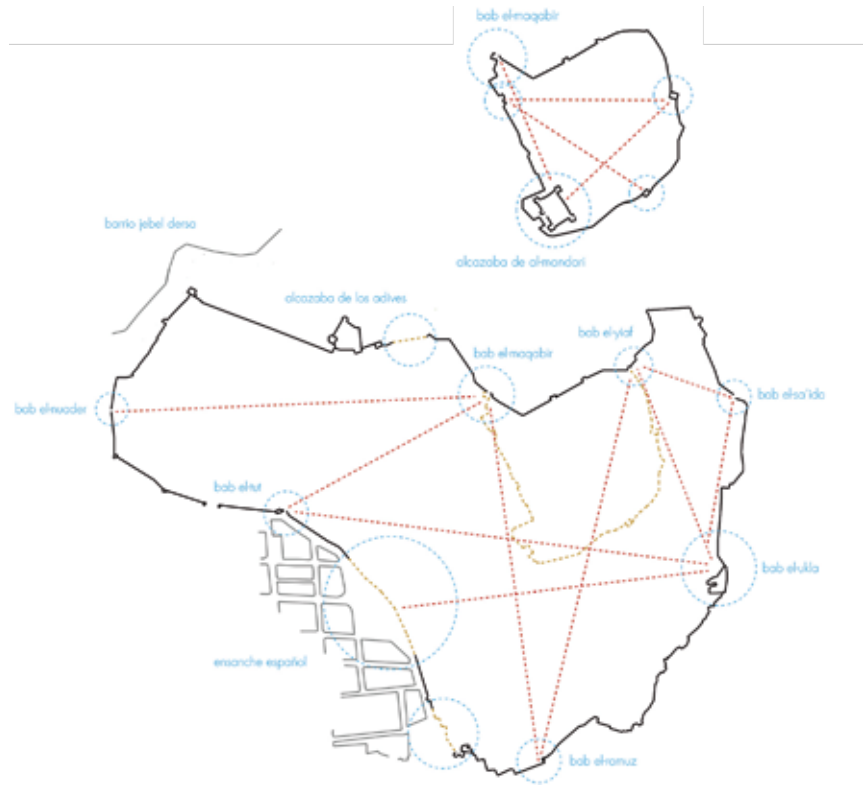 bab el-maqabir
alcazaba de al-mandari
barrio jebel dersa
alcazaba de los adives
bab el-yiaf
bab el-maqabir
bab el-sa'ida
bab el-nuader
bab el-tut
bab el-ukla
ensanche español
bab el-ramuz